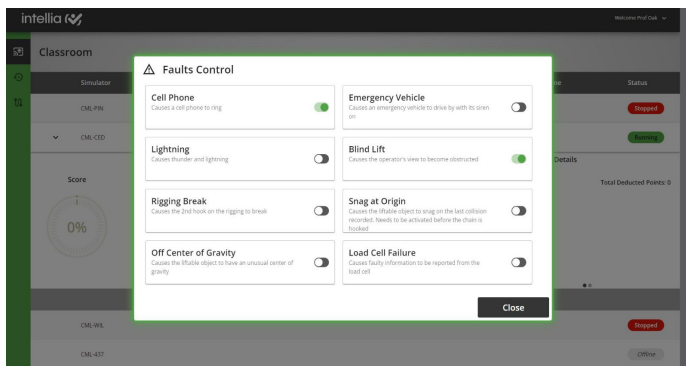 intellia
Welcome Prof Oak
Classroom
Simulator
Status
CML-PIN
Stopped
CML-CED
Running
Details
Score
Total Deducted Points: 0
0%
Faults Control
Cell Phone
Causes a cell phone to ring
Emergency Vehicle
Causes an emergency vehicle to drive by with its siren
on
Lightning
Causes thunder and lightning
Blind Lift
Causes the operator's view to become obstructed
Rigging Break
Causes the 2nd hook on the rigging to break
Snag at Origin
Causes the liftable object to snag on the last collision
recorded. Needs to be activated before the chain is
hooked
Off Center of Gravity
Causes the liftable object to have an unusual center of
gravity
Load Cell Failure
Causes faulty information to be reported from the
load cell
Close
CML-WIL
Stopped
CML-437
Offline